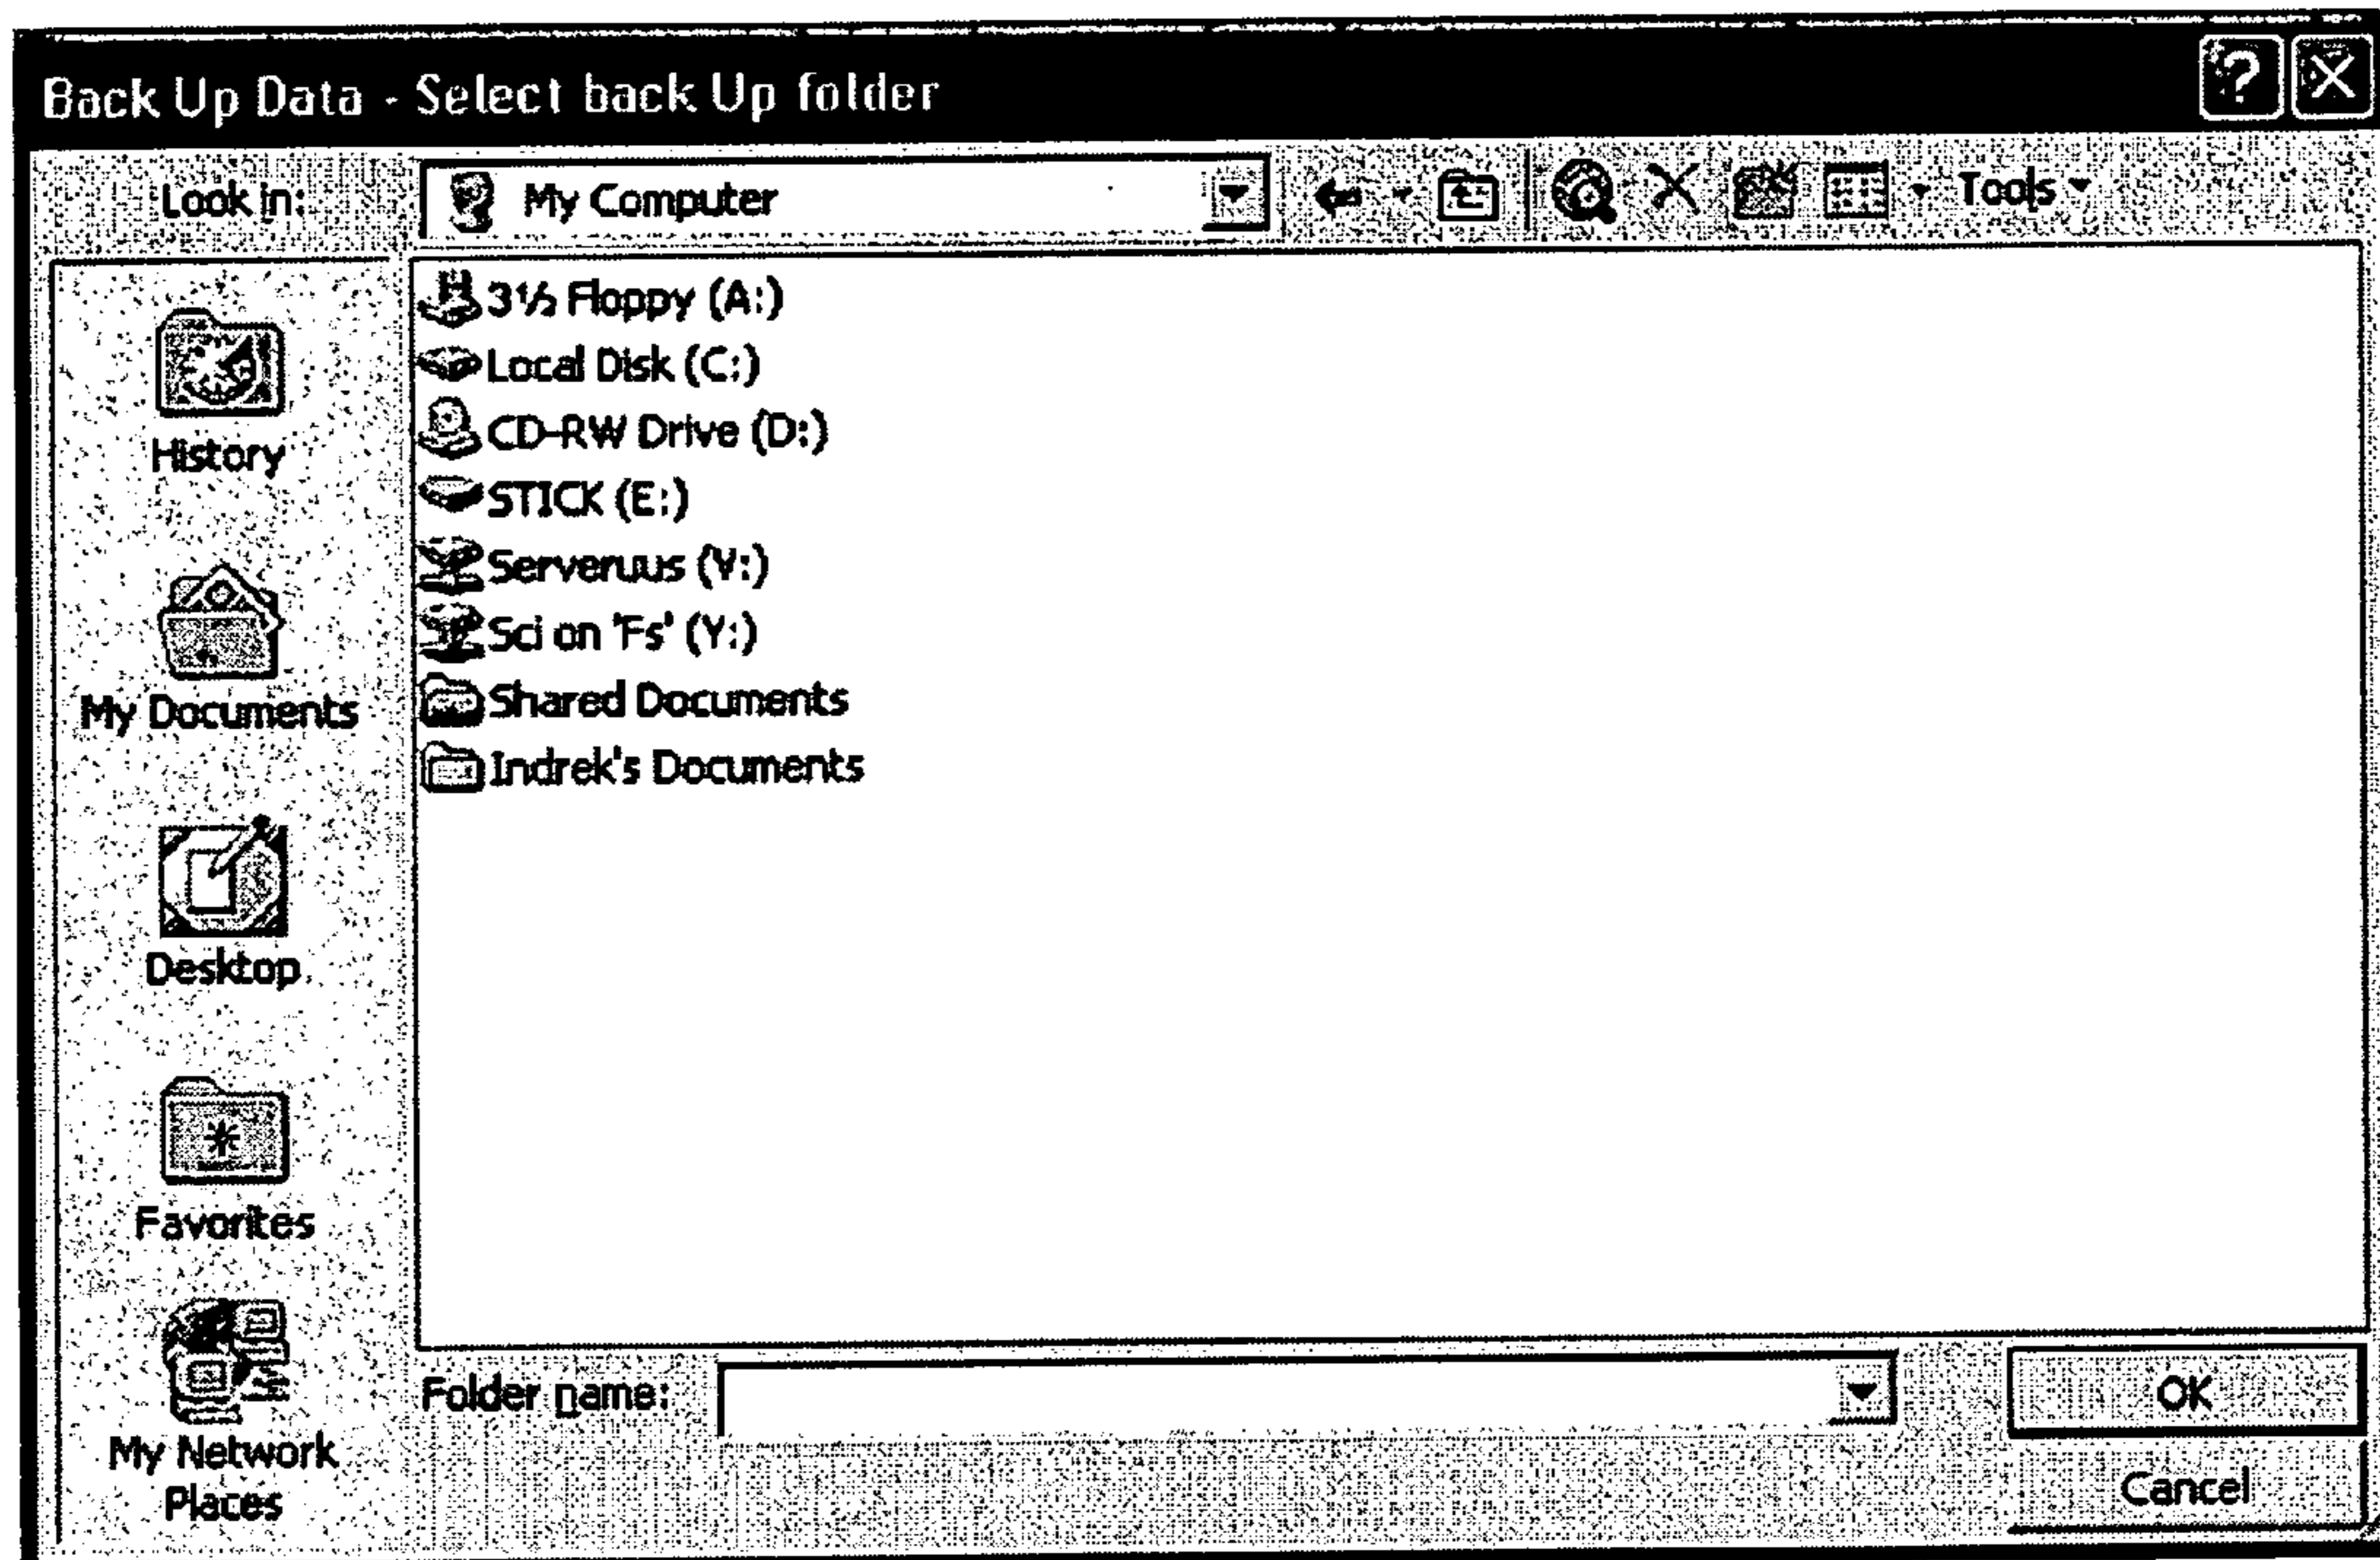 Back Up Data - Select back Up folder
Look in:
My Computer
Tools
3½ Floppy (A:)
Local Disk (C:)
CD-RW Drive (D:)
STICK (E:)
Serveruus (V:)
Sci on 'Fs' (Y:)
Shared Documents
Indrek's Documents
History
My Documents
Desktop
Favorites
My Network
Places
Folder name:
OK
Cancel